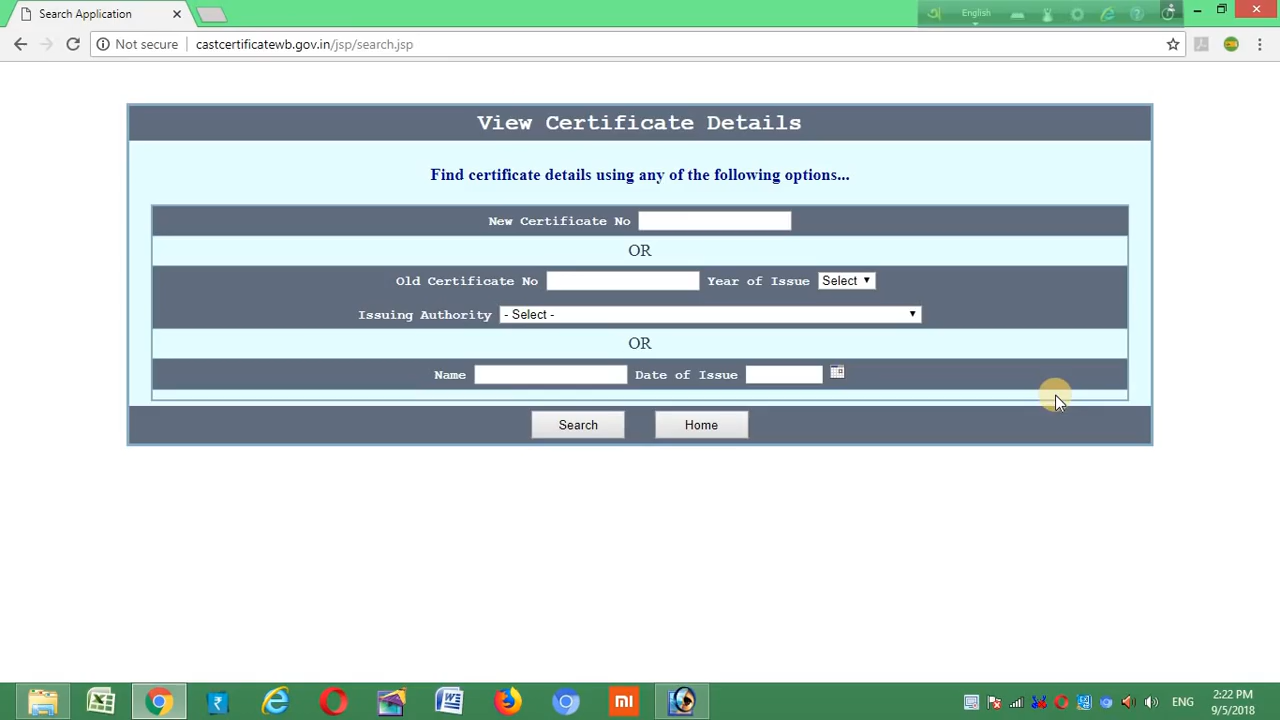 Search Application
English
Not secure castcertificatewb.gov.in/jsp/search.jsp
View Certificate Details
Find certificate details using any of the following options...
New Certificate No
OR
Old Certificate No Year of Issue Select
Issuing Authority - Select -
OR
Name Date of Issue
Search Home
ENG
2:22 PM
9/5/2018